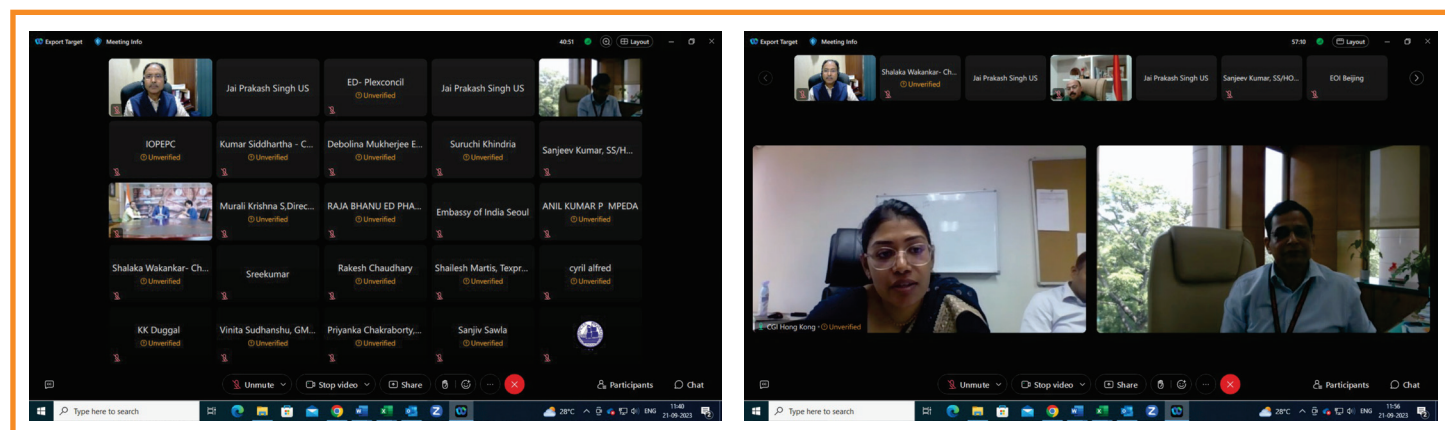 Export Target Meeting Info 40:51 Layout
Jai Prakash Singh US
ED- Plexconcil
Unverified
Jai Prakash Singh US
IOPEPC
Unverified
Kumar Siddhartha - C...
Unverified
Debolina Mukherjee E...
Unverified
Suruchi Khindria
Unverified
Sanjeev Kumar, SS/H...
Murali Krishna S,Direc...
Unverified
RAJA BHANU ED PHA...
Unverified
Embassy of India Seoul
ANIL KUMAR P MPEDA
Unverified
Shalaka Wakankar- Ch...
Unverified
Sreekumar
Rakesh Chaudhary
Unverified
Shailesh Martis, Texpr...
Unverified
cyril alfred
Unverified
KK Duggal
Unverified
Vinita Sudhanshu, GM...
Unverified
Priyanka Chakraborty,...
Unverified
Sanjiv Sawla
Unverified
Unmute Stop video Share Participants Chat
Type here to search 28°C ENG 11:40
21-09-2023
Export Target Meeting Info 57:10 Layout
Shalaka Wakankar- Ch...
Unverified
Jai Prakash Singh US
Jai Prakash Singh US
Sanjeev Kumar, SS/HO...
EOI Beijing
CGI Hong Kong - Unverified
Unmute Stop video Share Participants Chat
Type here to search 28°C ENG 11:56
21-09-2023